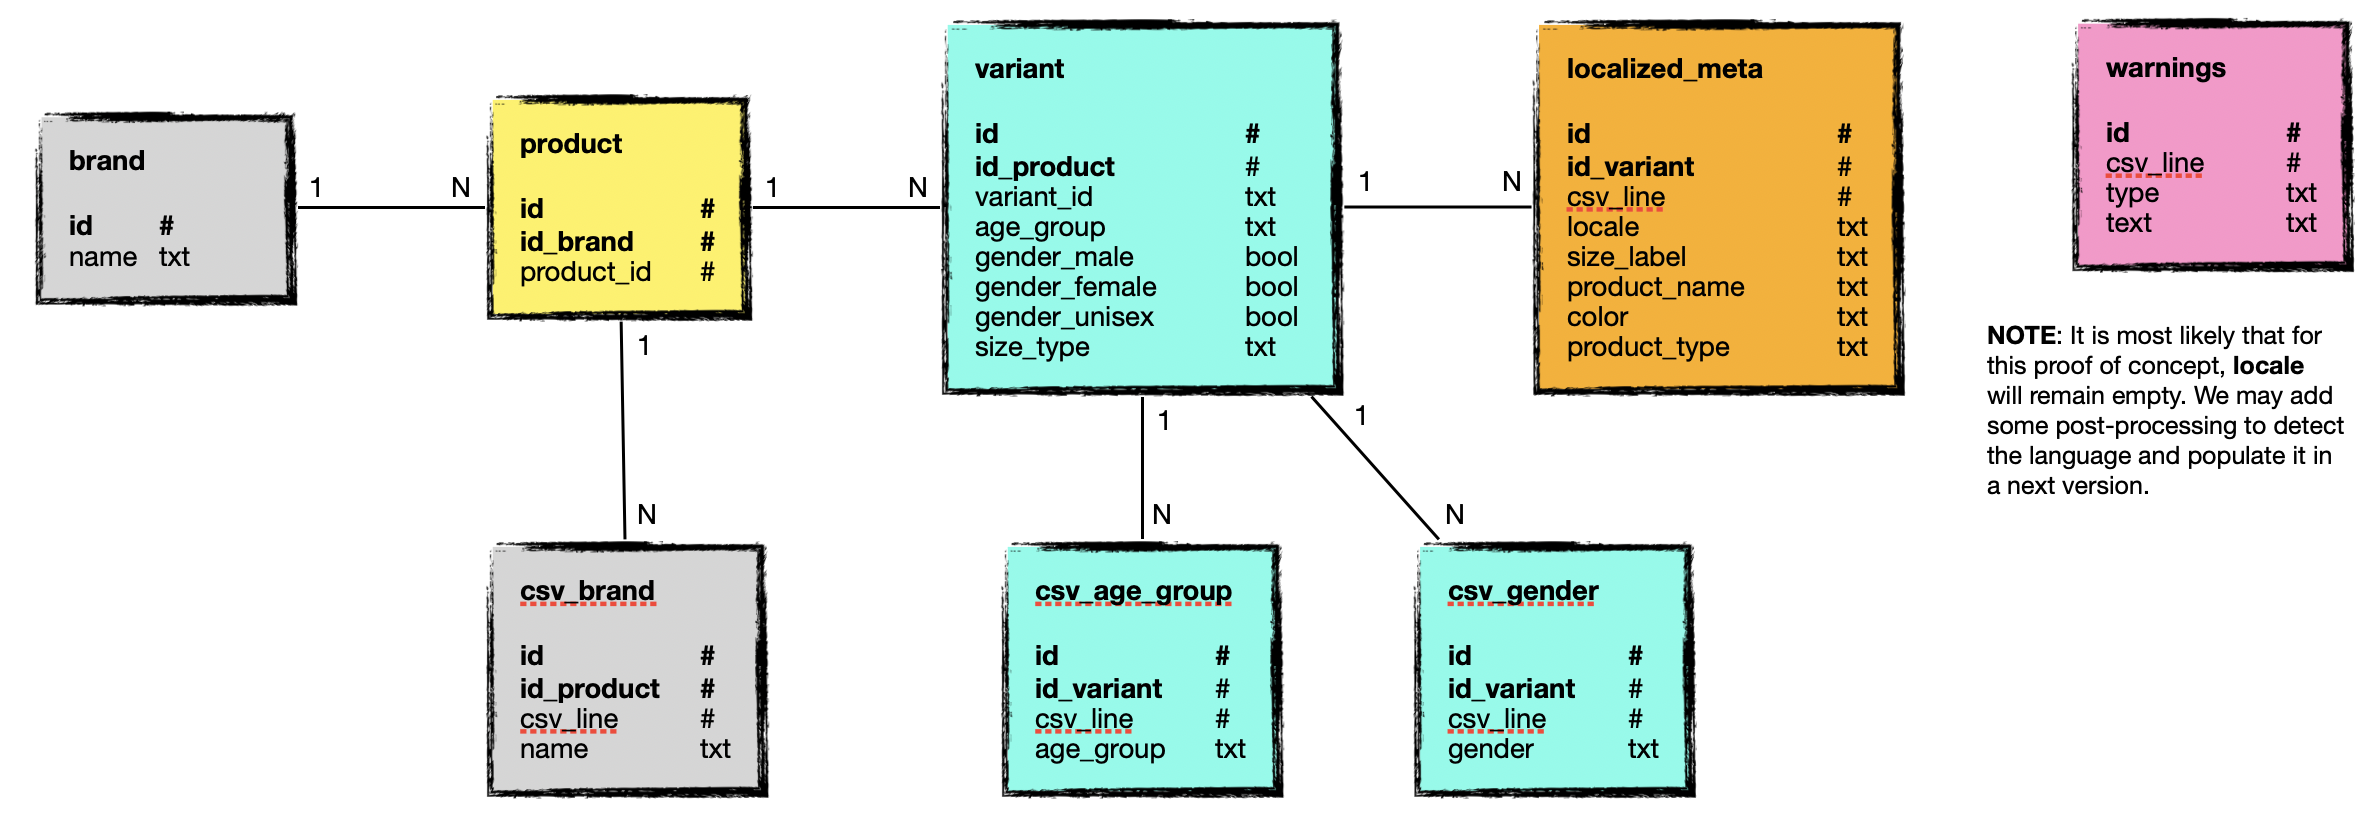 brand
id #
name txt
1 N
product
id #
id_brand #
product_id #
1 N
variant
id #
id_product #
variant_id txt
age_group txt
gender_male bool
gender_female bool
gender_unisex bool
size_type txt
1 N
localized_meta
id #
id_variant #
csv_line #
locale txt
size_label txt
product_name txt
color txt
product_type txt
warnings
id #
csv_line #
type txt
text txt
NOTE: It is most likely that for
this proof of concept, locale
will remain empty. We may add
some post-processing to detect
the language and populate it in
a next version.
1
N
csv_brand
id #
id_product #
csv_line #
name txt
1
N
csv_age_group
id #
id_variant #
csv_line #
age_group txt
1
N
csv_gender
id #
id_variant #
csv_line #
gender txt